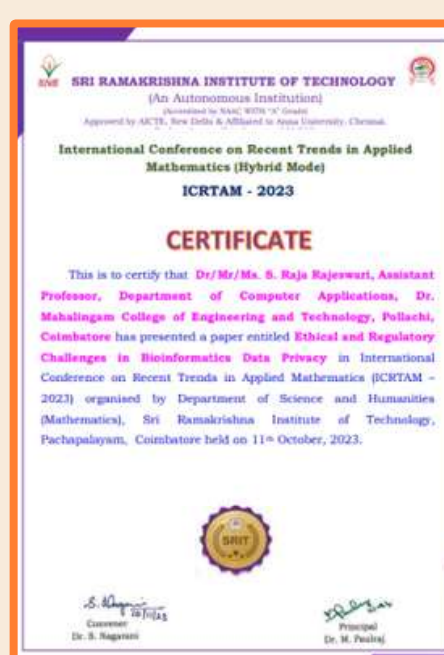 SRI RAMAKRISHNA INSTITUTE OF TECHNOLOGY
(An Autonomous Institution)
(Accredited by NAAC WITH "A" Grade)
Approved by AICTE, New Delhi & Affiliated to Anna University, Chennai.
International Conference on Recent Trends in Applied
Mathematics (Hybrid Mode)
ICRTAM - 2023
CERTIFICATE
This is to certify that Dr/Mr/Ms. S. Raja Rajeswari, Assistant
Professor, Department of Computer Applications, Dr.
Mahalingam College of Engineering and Technology, Pollachi,
Coimbatore has presented a paper entitled Ethical and Regulatory
Challenges in Bioinformatics Data Privacy in International
Conference on Recent Trends in Applied Mathematics (ICRTAM –
2023) organised by Department of Science and Humanities
(Mathematics), Sri Ramakrishna Institute of Technology,
Pachapalayam, Coimbatore held on 11th October, 2023.
SRIT
Convener
Dr. S. Nagarani
Principal
Dr. M. Paulraj